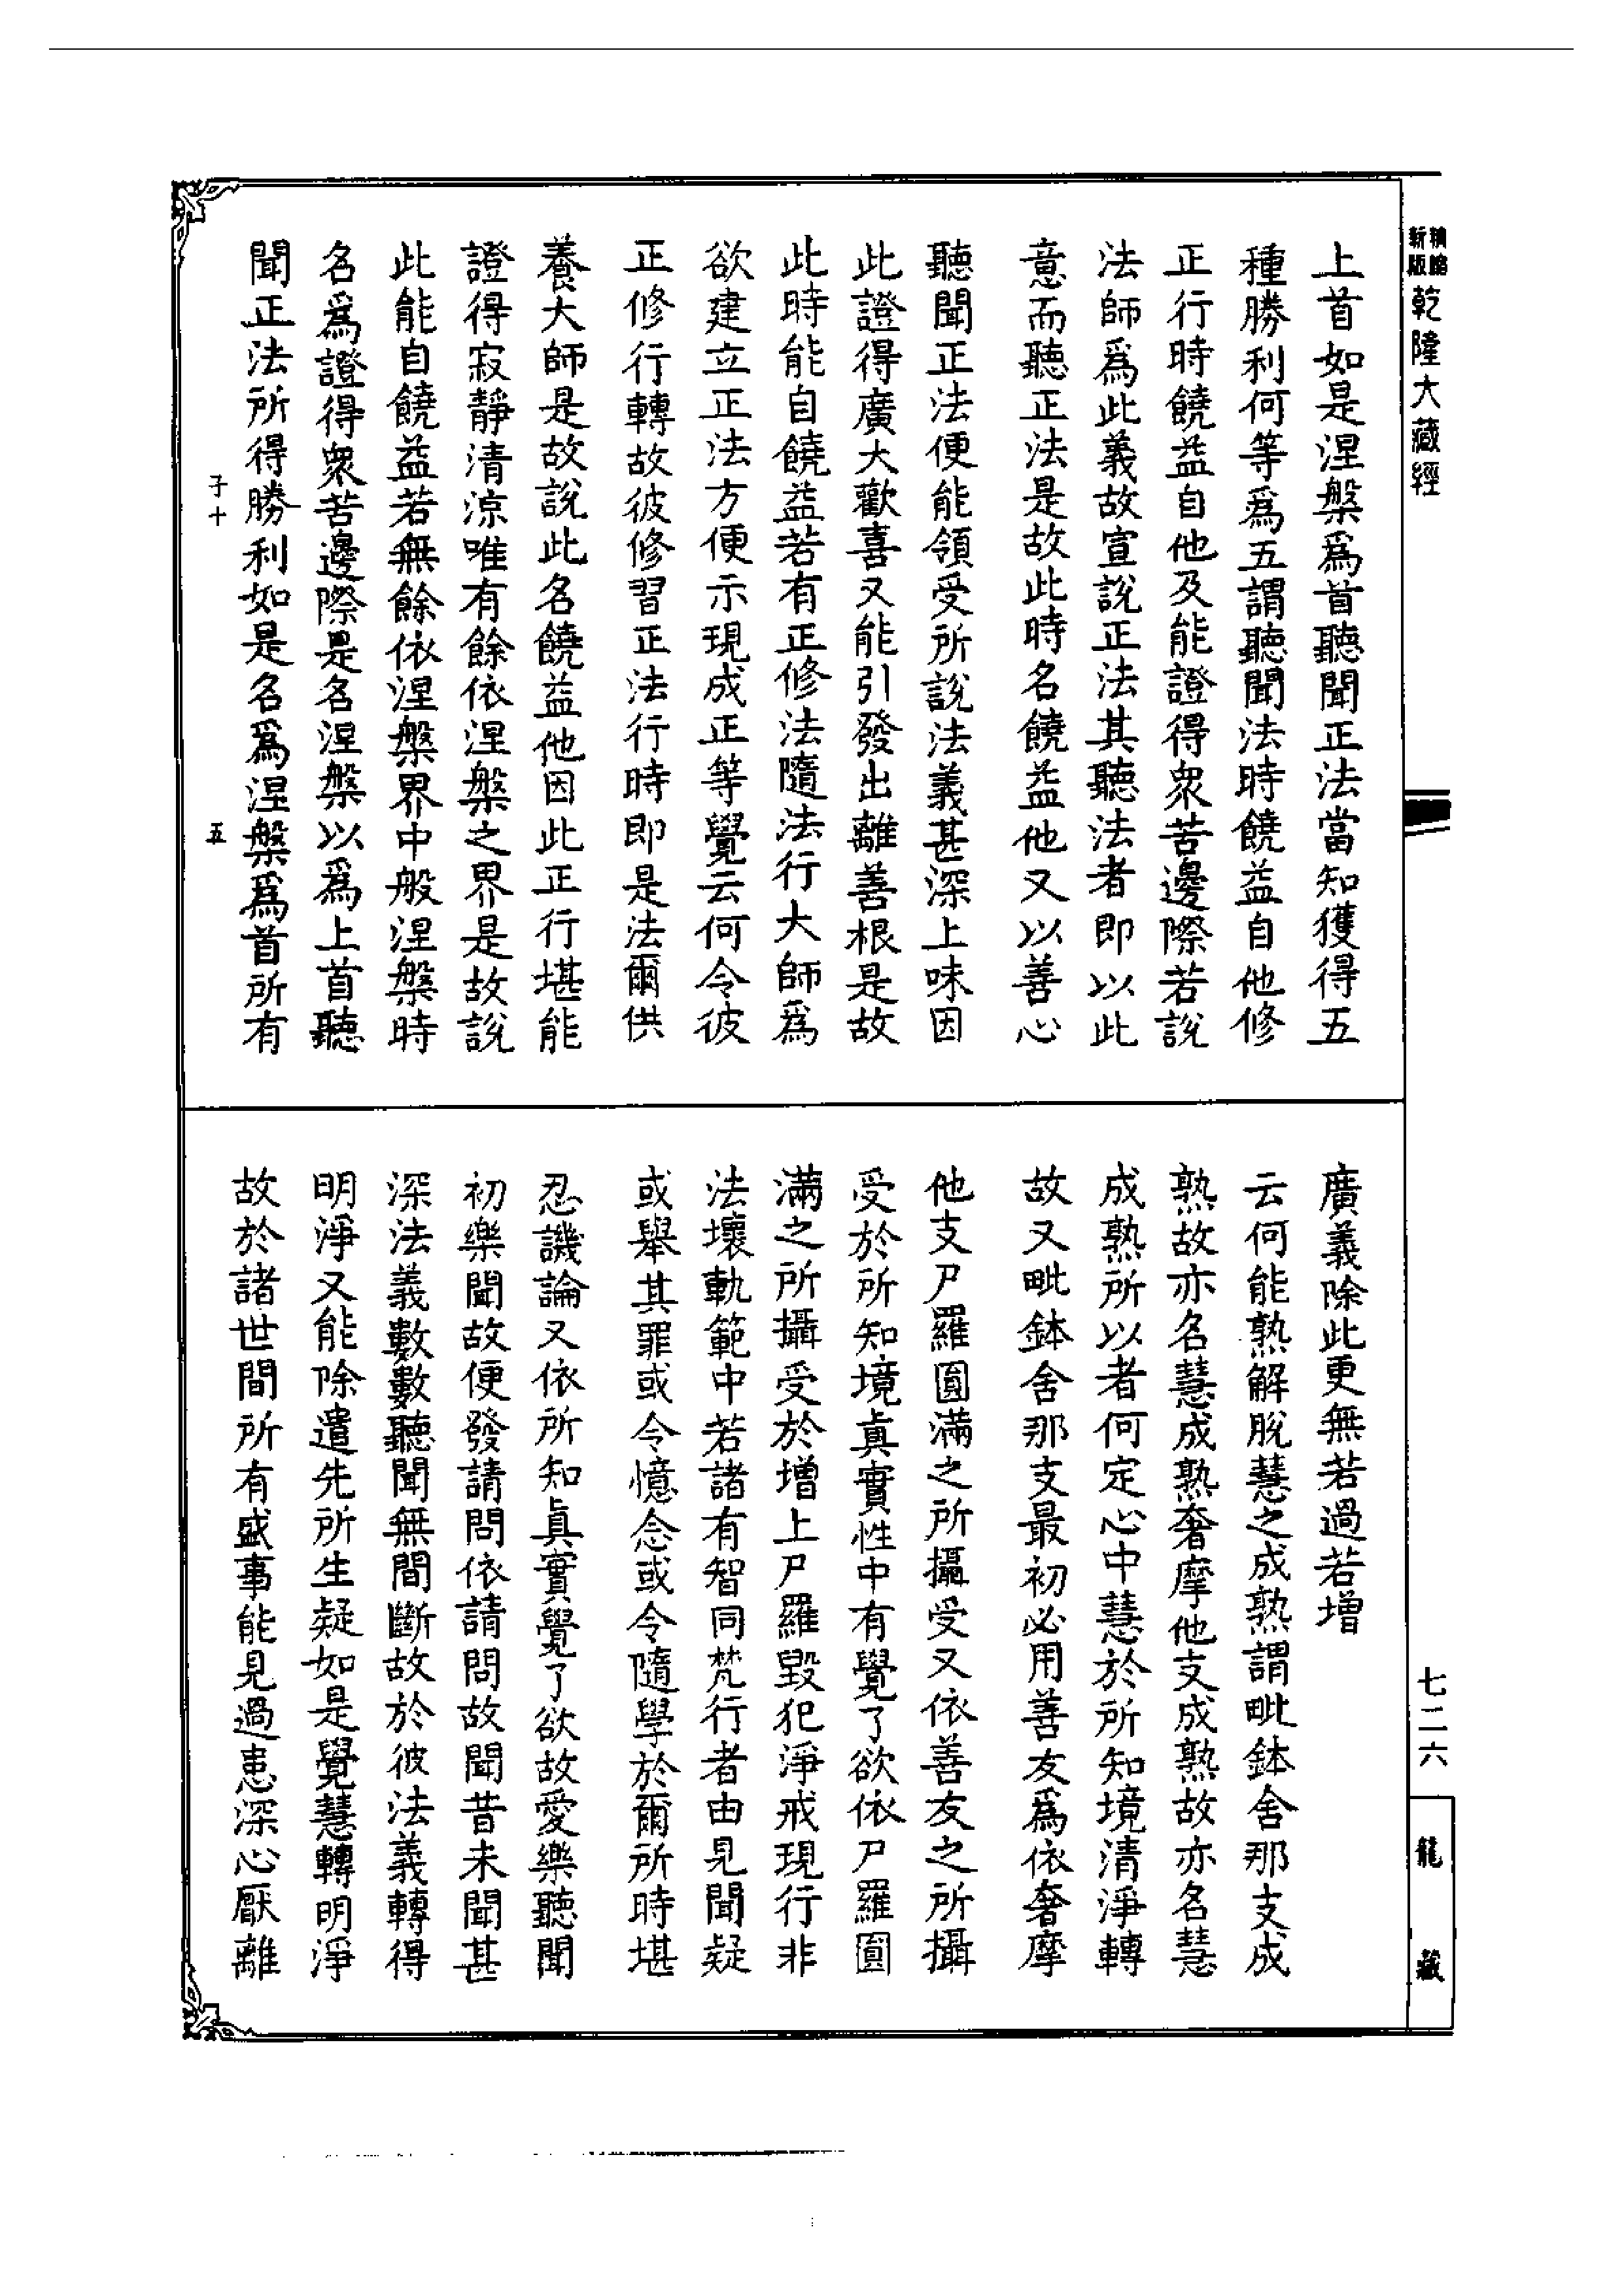 新版
精縮
乾隆大藏經
上首如是涅槃爲首聽聞正法當知獲得五
種勝利何等爲五謂聽聞法時饒益自他修
正行時饒益自他及能證得衆苦邊際若說
法師爲此義故宣說正法其聽法者即以此
意而聽正法是故此時名饒益他又以善心
聽聞正法便能領受所說法義甚深上味因
此證得廣大歡喜又能引發出離善根是故
此時能自饒益若有正修法隨法行大師爲
欲建立正法方便示現成正等覺云何令彼
正修行轉故彼修習正法行時即是法爾供
養大師是故說此名饒益他因此正行堪能
證得寂靜清涼唯有餘依涅槃之界是故說
此能自饒益若無餘依涅槃界中般涅槃時
名爲證得衆苦邊際是名涅槃以爲上首聽
聞正法所得勝利如是名爲涅槃爲首所有
子十
五
廣義除此更無若過若增
云何能熟解脫慧之成熟謂毗鉢舍那支成
熟故亦名慧成熟奢摩他支成熟故亦名慧
成熟所以者何定心中慧於所知境清淨轉
故又毗鉢舍那支最初必用善友爲依奢摩
他支尸羅圓滿之所攝受又依善友之所攝
受於所知境眞實性中有覺了欲依尸羅圓
滿之所攝受於增上尸羅毀犯淨戒現行非
法壞軌範中若諸有智同梵行者由見聞疑
或舉其罪或令憶念或令隨學於爾所時堪
忍譏論又依所知眞實覺了欲故愛樂聽聞
初樂聞故便發請問依請問故聞昔未聞甚
深法義數數聽聞無間斷故於彼法義轉得
明淨又能除遣先所生疑如是覺慧轉明淨
故於諸世間所有盛事能見過患深心厭離
七二六
龍藏